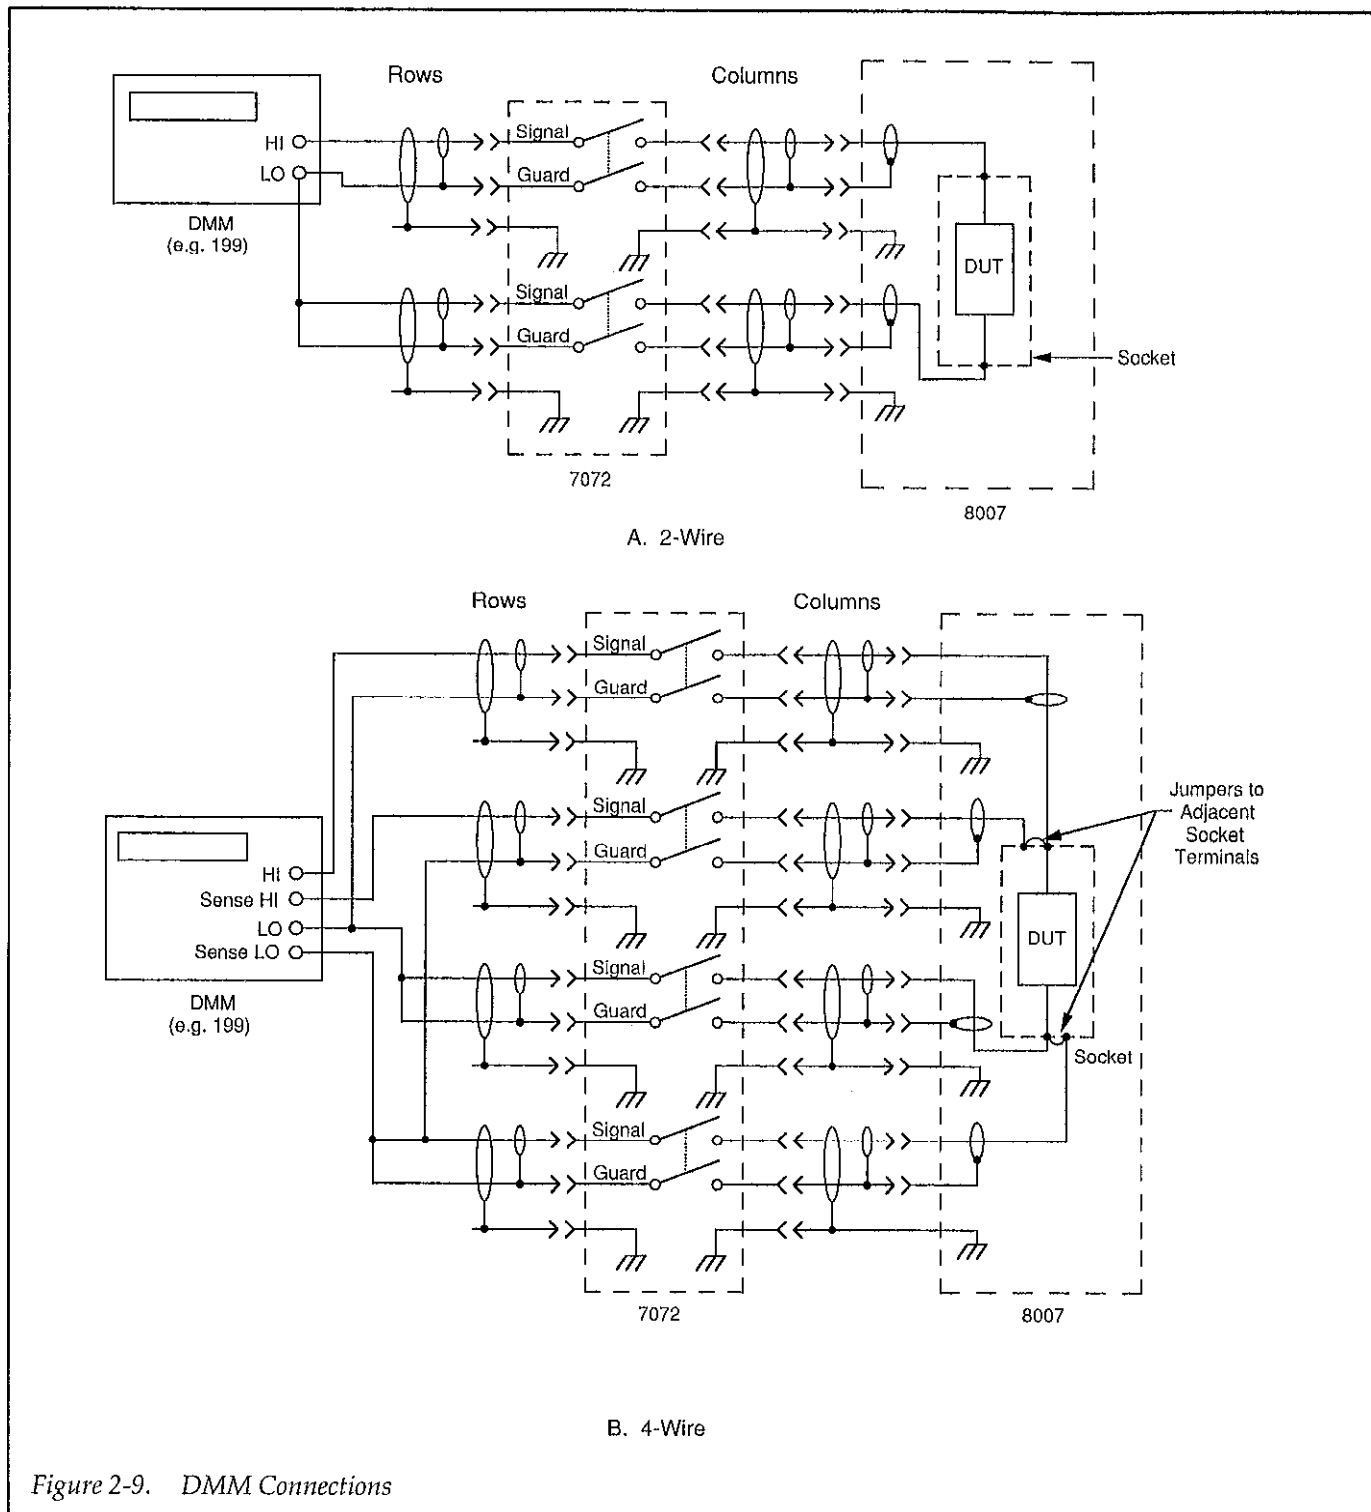 Rows
Columns
HI
LO
DMM
(e.g. 199)
Signal
Guard
Signal
Guard
DUT
Socket
7072
8007
A. 2-Wire
Rows
Columns
Signal
Guard
Signal
Guard
Jumpers to
Adjacent
Socket
Terminals
HI
Sense HI
LO
Sense LO
DMM
(e.g. 199)
DUT
Signal
Guard
Socket
Signal
Guard
7072
8007
B. 4-Wire
Figure 2-9. DMM Connections